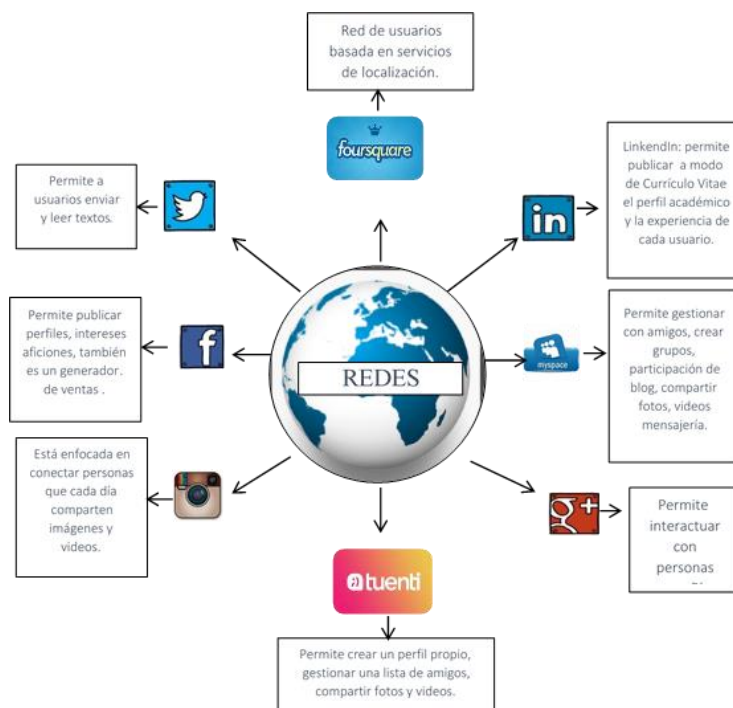 Red de usuarios
basada en servicios
de localización.
foursquare
Permite a
usuarios enviar
y leer textos.
in
LinkendIn: permite
publicar a modo
de Currículo Vitae
el perfil académico
y la experiencia de
cada usuario.
Permite publicar
perfiles, intereses
aficiones, también
es un generador.
de ventas .
f
REDES
myspace
Permite gestionar
con amigos, crear
grupos,
participación de
blog, compartir
fotos, videos
mensajería.
Está enfocada en
conectar personas
que cada día
comparten
imágenes y
videos.
g+
Permite
interactuar
con
personas
tuenti
Permite crear un perfil propio,
gestionar una lista de amigos,
compartir fotos y videos.